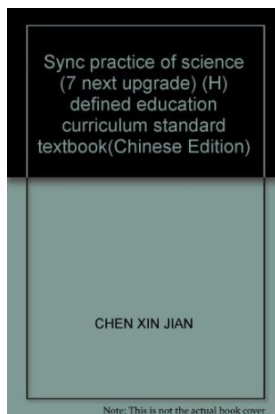 Sync practice of science
(7 next upgrade) (H)
defined education
curriculum standard
textbook(Chinese Edition)
CHEN XIN JIAN
Note: This is not the actual book cover